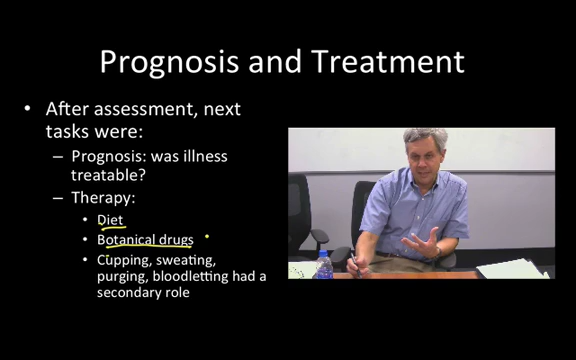 Prognosis and Treatment
• After assessment, next
tasks were:
– Prognosis: was illness
treatable?
– Therapy:
• Diet
• Botanical drugs
• Cupping, sweating,
purging, bloodletting had a
secondary role